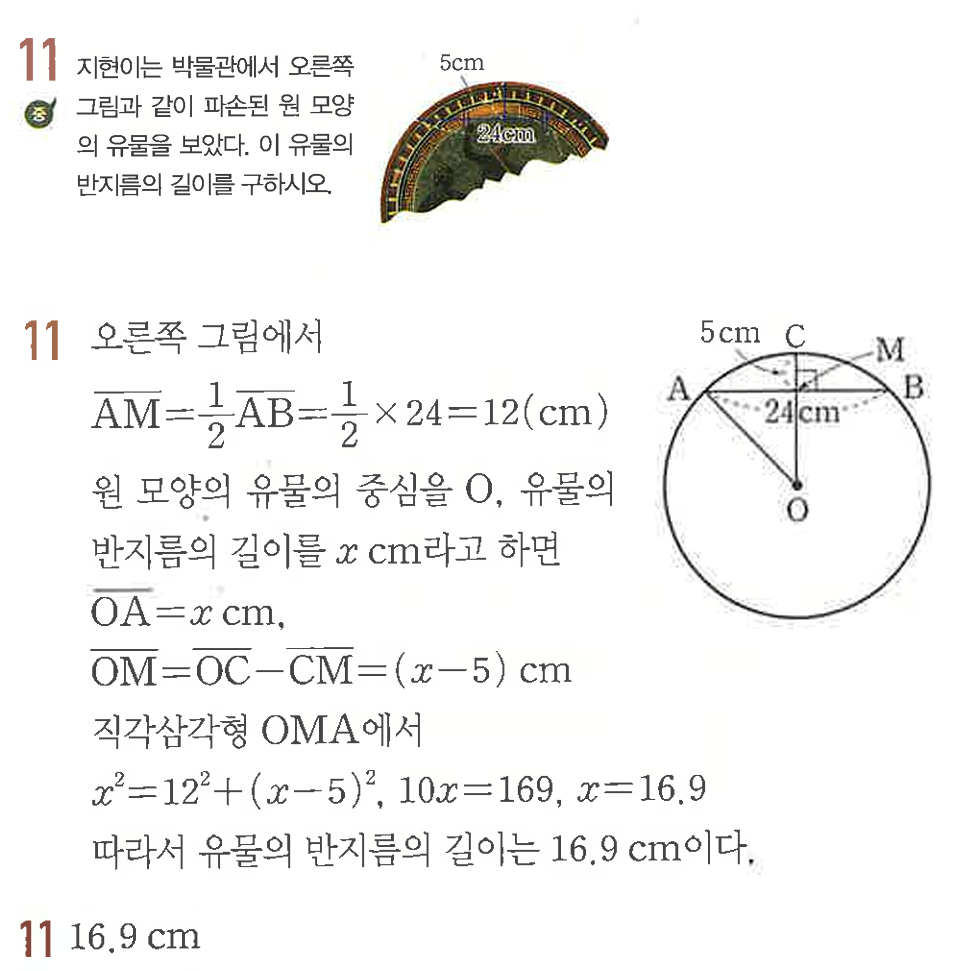 11 지현이는 박물관에서 오른쪽
중 그림과 같이 파손된 원 모양
의 유물을 보았다. 이 유물의
반지름의 길이를 구하시오.
5cm
24cm
11 오른쪽 그림에서
AM=1/2 AB=1/2×24=12(cm)
원 모양의 유물의 중심을 O, 유물의
반지름의 길이를 x cm라고 하면
OA=x cm,
OM=OC-CM=(x-5) cm
직각삼각형 OMA에서
x²=12²+(x-5)², 10x=169, x=16.9
따라서 유물의 반지름의 길이는 16.9 cm이다.
5cm C M
A B
24cm
O
11 16.9 cm